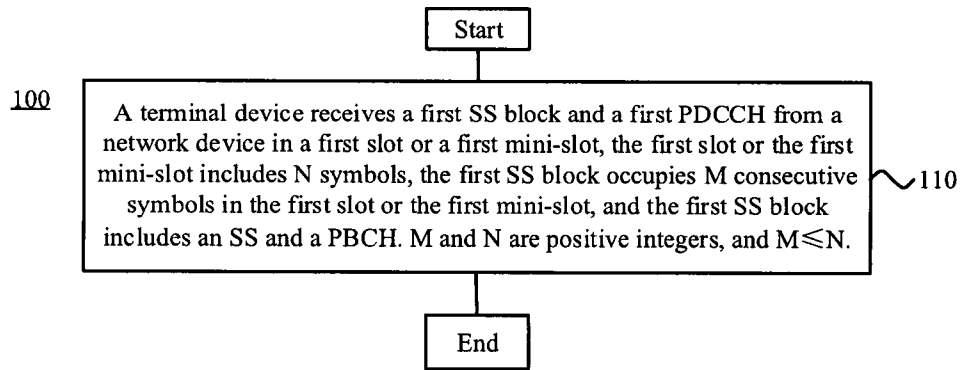 Start
100
A terminal device receives a first SS block and a first PDCCH from a
network device in a first slot or a first mini-slot, the first slot or the first
mini-slot includes N symbols, the first SS block occupies M consecutive
symbols in the first slot or the first mini-slot, and the first SS block
includes an SS and a PBCH. M and N are positive integers, and M≤N.
110
End